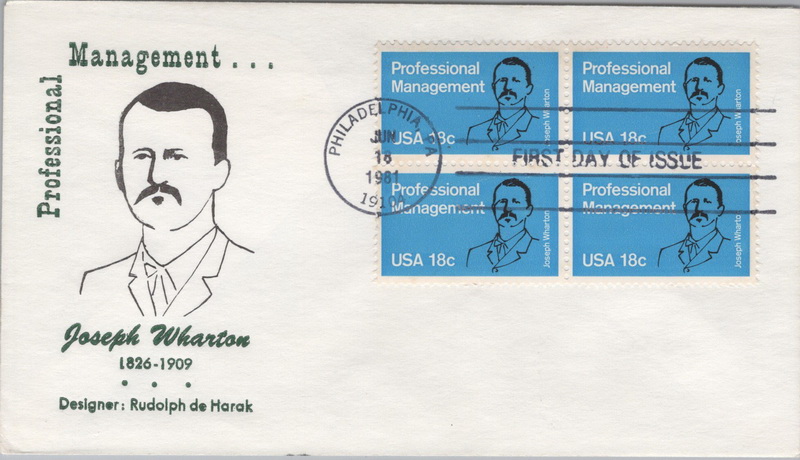 Professional
Management...
Joseph Wharton
1826-1909
• • •
Designer: Rudolph de Harak
PHILADELPHIA PA
JUN
18
1981
FIRST DAY OF ISSUE
Professional
Management
USA 18c
Joseph Wharton
Professional
Management
USA 18c
Joseph Wharton
Professional
Management
USA 18c
Joseph Wharton
Professional
Management
USA 18c
Joseph Wharton